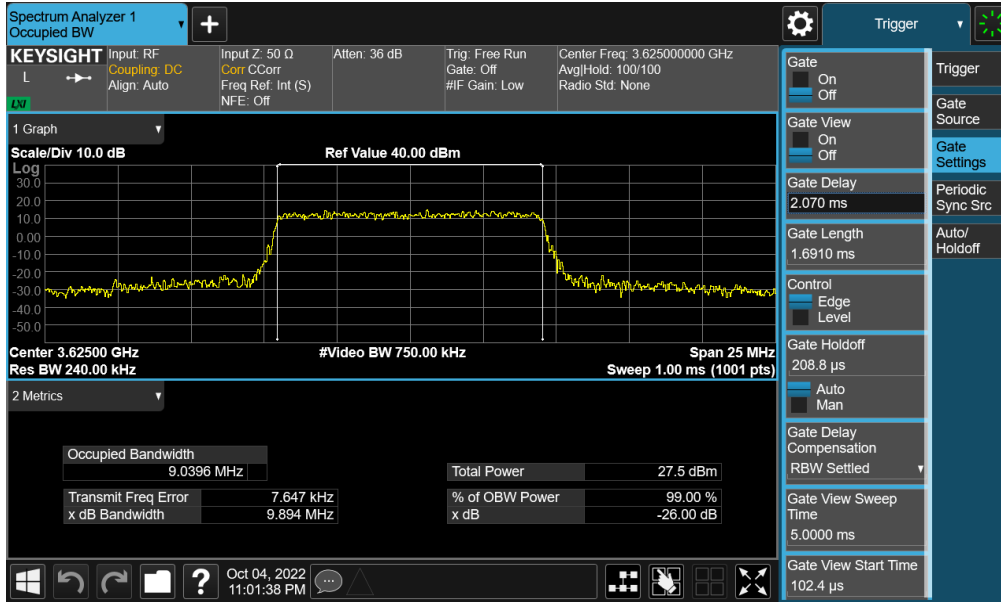 Spectrum Analyzer 1
Occupied BW
Trigger
KEYSIGHT
L
LXI
Input: RF
Coupling: DC
Align: Auto
Input Z: 50 Ω
Corr CCorr
Freq Ref: Int (S)
NFE: Off
Atten: 36 dB
Trig: Free Run
Gate: Off
#IF Gain: Low
Center Freq: 3.625000000 GHz
Avg|Hold: 100/100
Radio Std: None
1 Graph
Scale/Div 10.0 dB
Ref Value 40.00 dBm
Log
30.0
20.0
10.0
0.00
-10.0
-20.0
-30.0
-40.0
-50.0
Center 3.62500 GHz
#Video BW 750.00 kHz
Span 25 MHz
Res BW 240.00 kHz
Sweep 1.00 ms (1001 pts)
2 Metrics
Occupied Bandwidth
9.0396 MHz
Total Power 27.5 dBm
Transmit Freq Error 7.647 kHz
% of OBW Power 99.00 %
x dB Bandwidth 9.894 MHz
x dB -26.00 dB
Gate
On
Off
Gate View
On
Off
Gate Delay
2.070 ms
Gate Length
1.6910 ms
Control
Edge
Level
Gate Holdoff
208.8 µs
Auto
Man
Gate Delay
Compensation
RBW Settled
Gate View Sweep
Time
5.0000 ms
Gate View Start Time
102.4 µs
Trigger
Gate
Source
Gate
Settings
Periodic
Sync Src
Auto/
Holdoff
?
Oct 04, 2022
11:01:38 PM